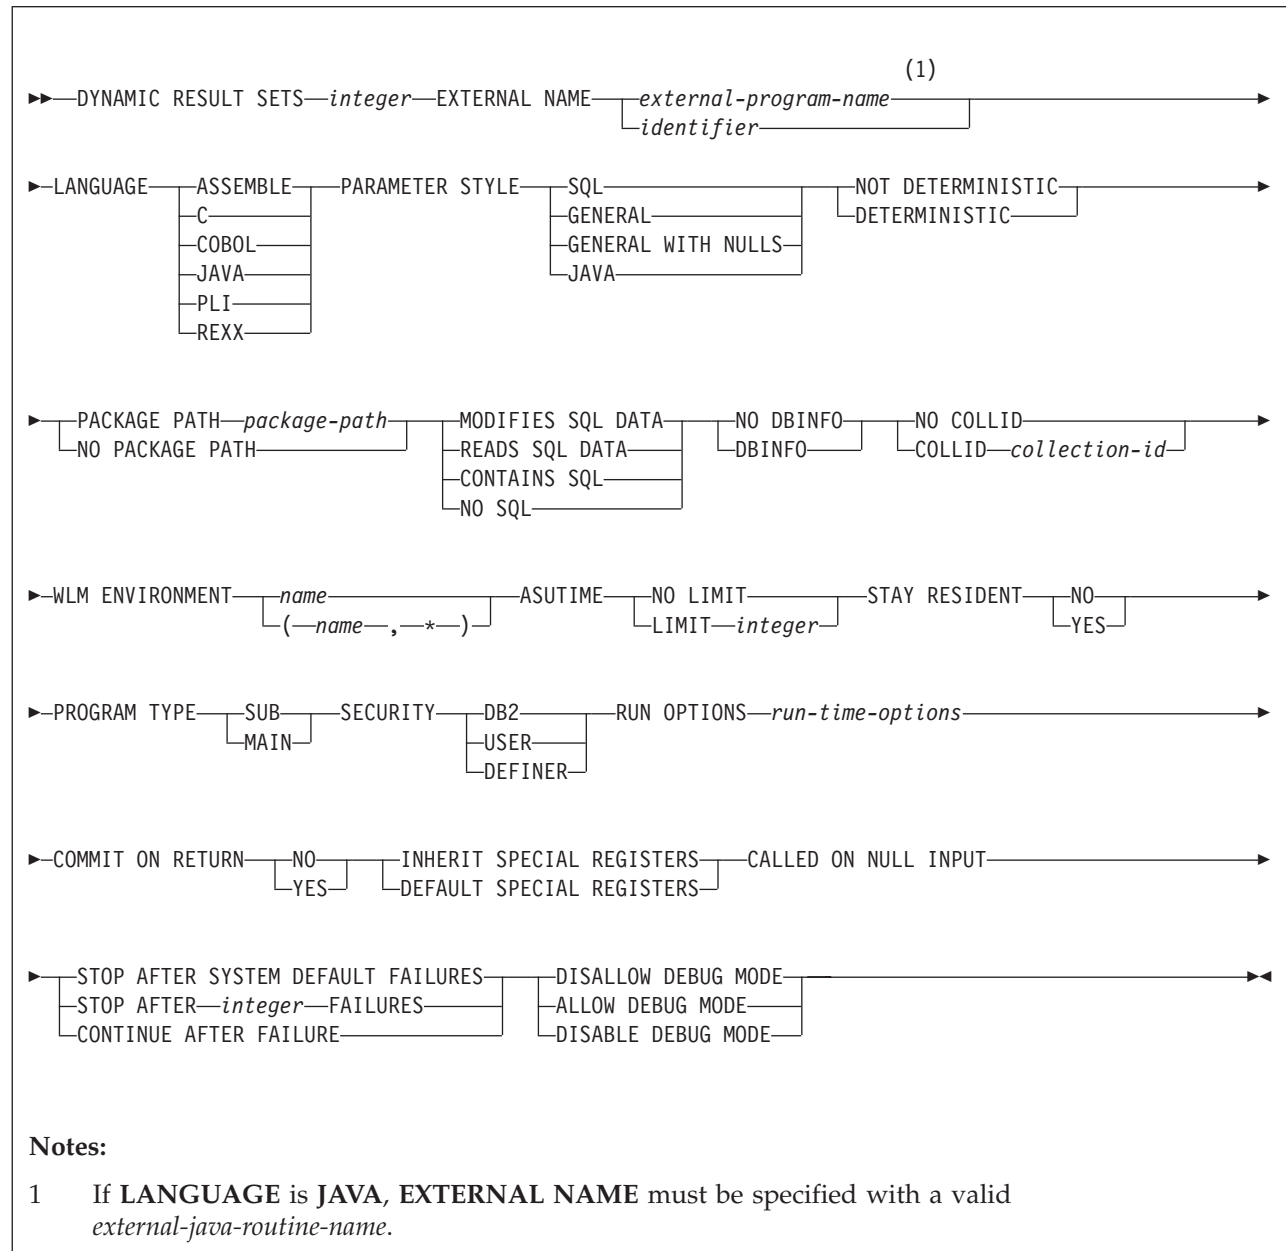 (1)
DYNAMIC RESULT SETS integer EXTERNAL NAME external-program-name
identifier
LANGUAGE ASSEMBLE PARAMETER STYLE SQL NOT DETERMINISTIC
C GENERAL DETERMINISTIC
COBOL GENERAL WITH NULLS
JAVA JAVA
PLI
REXX
PACKAGE PATH package-path MODIFIES SQL DATA NO DBINFO NO COLLID
NO PACKAGE PATH READS SQL DATA DBINFO COLLID collection-id
CONTAINS SQL
NO SQL
WLM ENVIRONMENT name ASUTIME NO LIMIT STAY RESIDENT NO
( name , * ) LIMIT integer YES
PROGRAM TYPE SUB SECURITY DB2 RUN OPTIONS run-time-options
MAIN USER
DEFINER
COMMIT ON RETURN NO INHERIT SPECIAL REGISTERS CALLED ON NULL INPUT
YES DEFAULT SPECIAL REGISTERS
STOP AFTER SYSTEM DEFAULT FAILURES DISALLOW DEBUG MODE
STOP AFTER integer FAILURES ALLOW DEBUG MODE
CONTINUE AFTER FAILURE DISABLE DEBUG MODE
Notes:
1 If LANGUAGE is JAVA, EXTERNAL NAME must be specified with a valid
external-java-routine-name.